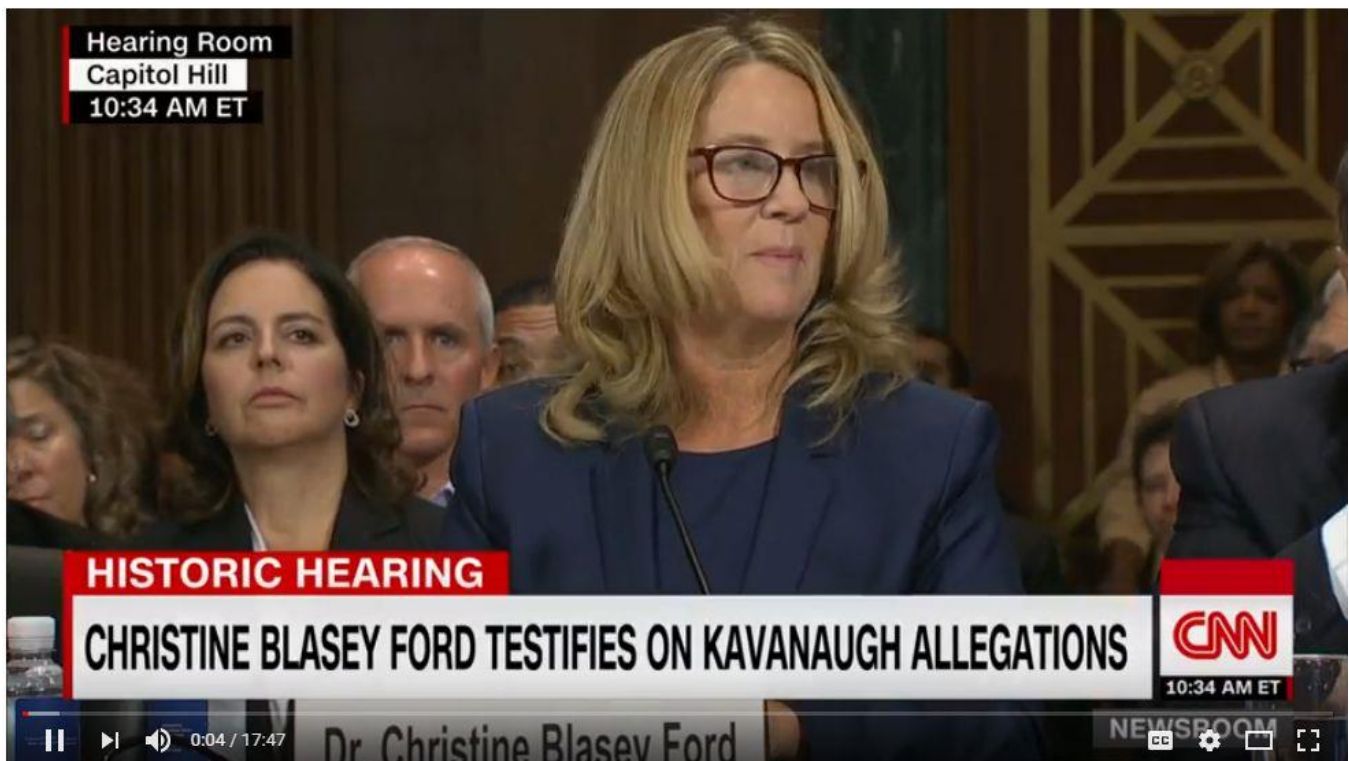 Hearing Room
Capitol Hill
10:34 AM ET
HISTORIC HEARING
CHRISTINE BLASEY FORD TESTIFIES ON KAVANAUGH ALLEGATIONS
CNN
10:34 AM ET
Dr. Christine Blasey Ford
NEWSROOM
0:04 / 17:47
CC